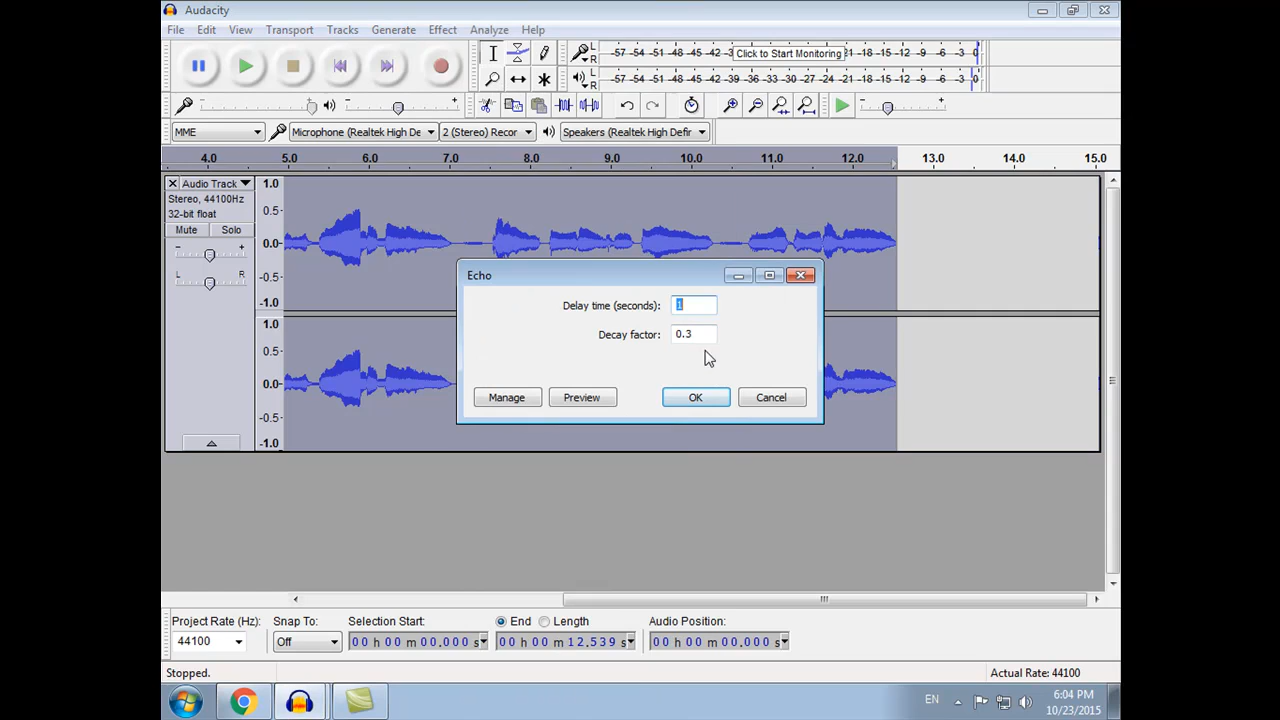 Audacity
File Edit View Transport Tracks Generate Effect Analyze Help
L R -57 -54 -51 -48 -45 -42 -39 -3 Click to Start Monitoring 21 -18 -15 -12 -9 -6 -3 0
L R -57 -54 -51 -48 -45 -42 -39 -36 -33 -30 -27 -24 -21 -18 -15 -12 -9 -6 -3 0
- + - + - +
MME Microphone (Realtek High De 2 (Stereo) Recor Speakers (Realtek High Defir
4.0 5.0 6.0 7.0 8.0 9.0 10.0 11.0 12.0 13.0 14.0 15.0
Audio Track 1.0
Stereo, 44100Hz
32-bit float 0.5-
Mute Solo
- + 0.0-
L R -0.5-
-1.0
1.0
0.5-
0.0-
-0.5-
-1.0
Echo
Delay time (seconds): 1
Decay factor: 0.3
Manage Preview OK Cancel
Project Rate (Hz): Snap To: Selection Start: End Length Audio Position:
44100 Off 00 h 00 m 00.000 s 00 h 00 m 12.539 s 00 h 00 m 00.000 s
Stopped. Actual Rate: 44100
EN 6:04 PM
10/23/2015